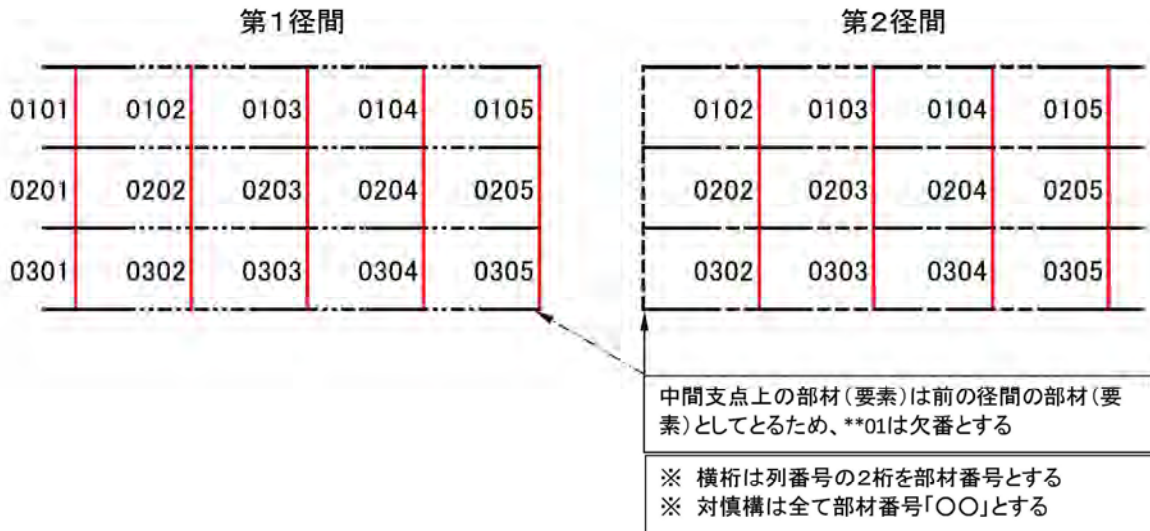 第1径間 第2径間
0101 0102 0103 0104 0105 0102 0103 0104 0105
0201 0202 0203 0204 0205 0202 0203 0204 0205
0301 0302 0303 0304 0305 0302 0303 0304 0305
中間支点上の部材(要素)は前の径間の部材(要
素)としてとるため、**01は欠番とする
※ 横桁は列番号の2桁を部材番号とする
※ 対慎構は全て部材番号「〇〇」とする